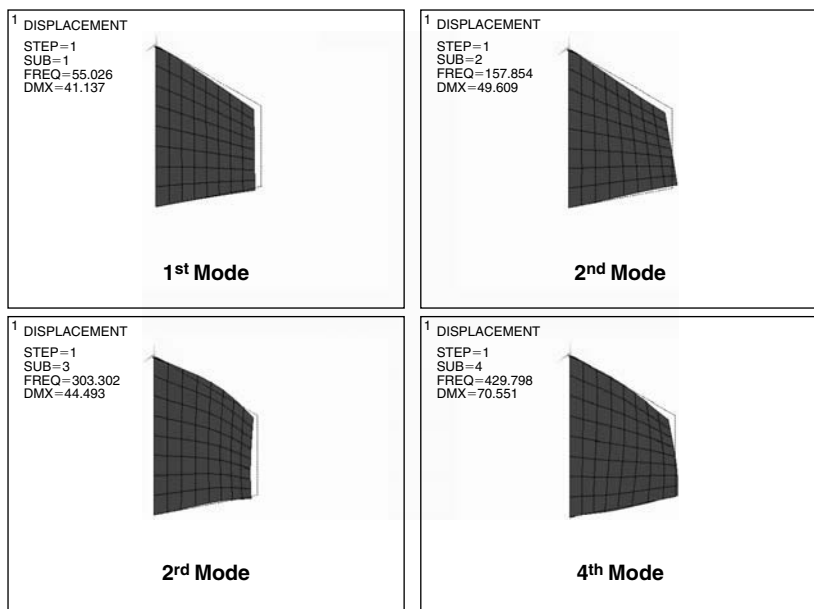 1 DISPLACEMENT
STEP=1
SUB=1
FREQ=55.026
DMX=41.137
1st Mode
1 DISPLACEMENT
STEP=1
SUB=2
FREQ=157.854
DMX=49.609
2nd Mode
1 DISPLACEMENT
STEP=1
SUB=3
FREQ=303.302
DMX=44.493
2rd Mode
1 DISPLACEMENT
STEP=1
SUB=4
FREQ=429.798
DMX=70.551
4th Mode